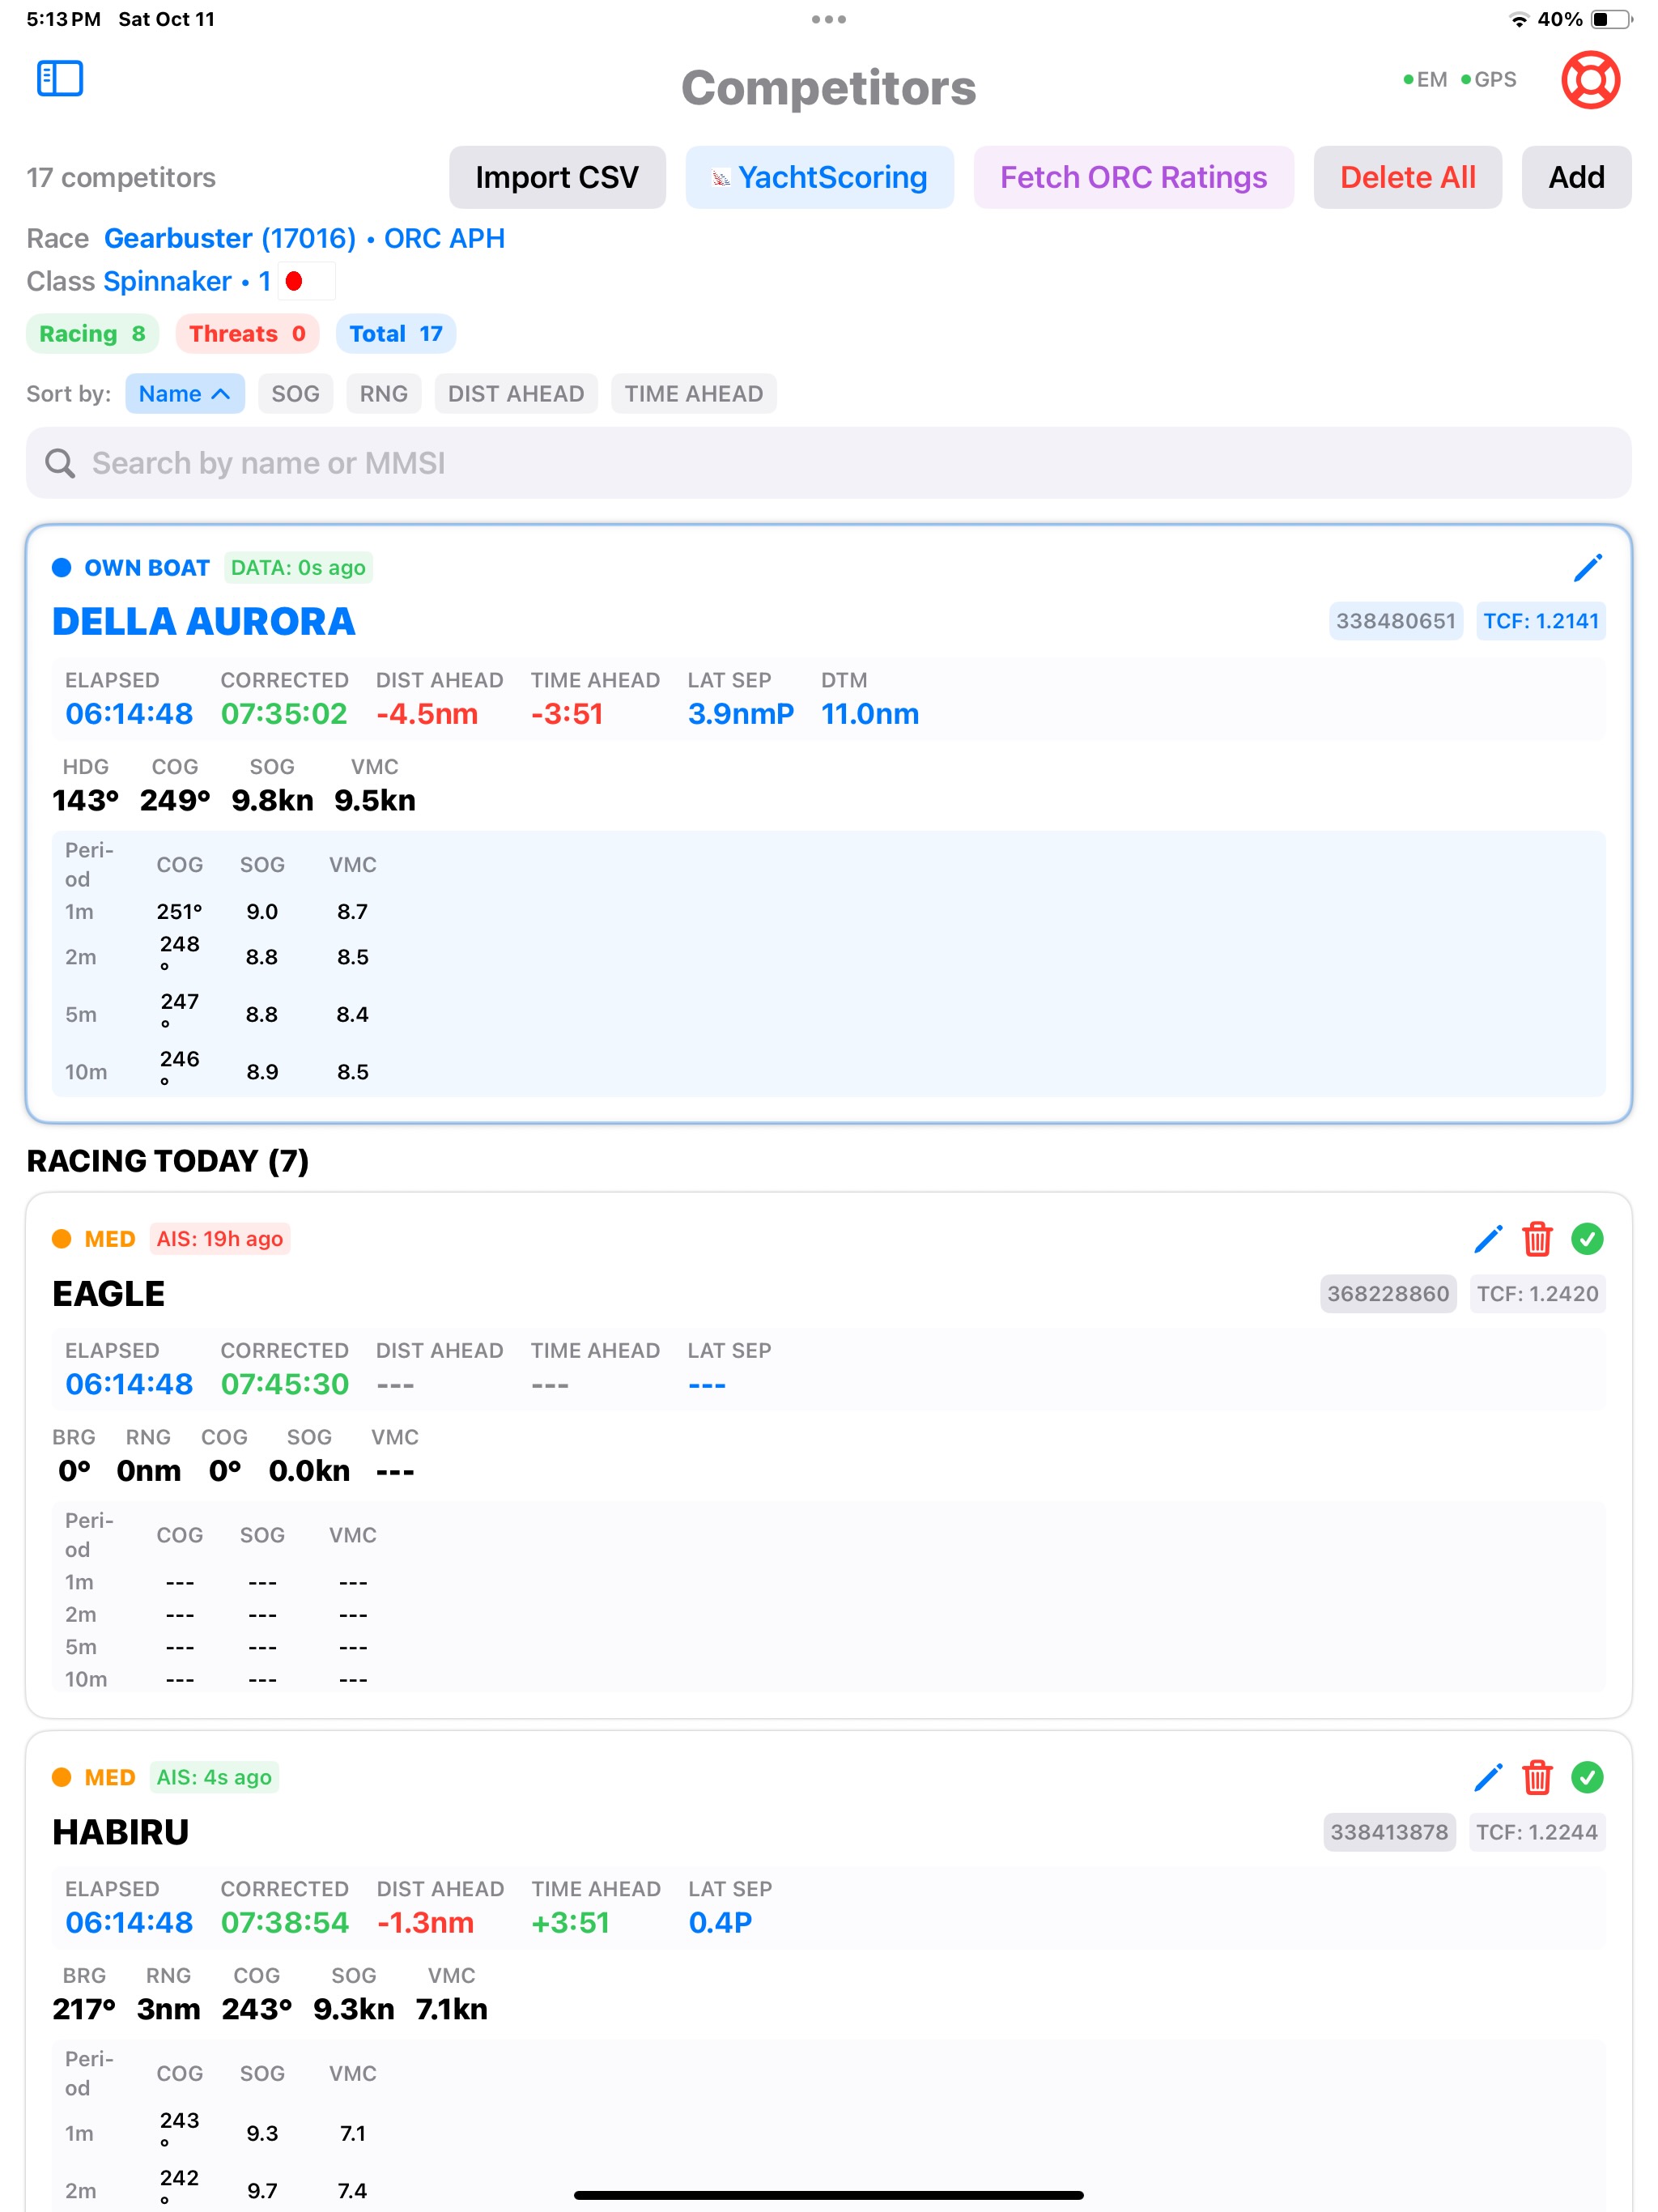 5:13 PM Sat Oct 11
40%
Competitors
EM GPS
17 competitors
Import CSV
YachtScoring
Fetch ORC Ratings
Delete All
Add
Race Gearbuster (17016) • ORC APH
Class Spinnaker • 1
Racing 8 Threats 0 Total 17
Sort by: Name SOG RNG DIST AHEAD TIME AHEAD
Search by name or MMSI
OWN BOAT DATA: 0s ago
DELLA AURORA
338480651 TCF: 1.2141
ELAPSED CORRECTED DIST AHEAD TIME AHEAD LAT SEP DTM
06:14:48 07:35:02 -4.5nm -3:51 3.9nmP 11.0nm
HDG COG SOG VMC
143° 249° 9.8kn 9.5kn
Peri-
od COG SOG VMC
1m 251° 9.0 8.7
2m 248° 8.8 8.5
5m 247° 8.8 8.4
10m 246° 8.9 8.5
RACING TODAY (7)
MED AIS: 19h ago
EAGLE
368228860 TCF: 1.2420
ELAPSED CORRECTED DIST AHEAD TIME AHEAD LAT SEP
06:14:48 07:45:30 --- --- ---
BRG RNG COG SOG VMC
0° 0nm 0° 0.0kn ---
Peri-
od COG SOG VMC
1m --- --- ---
2m --- --- ---
5m --- --- ---
10m --- --- ---
MED AIS: 4s ago
HABIRU
338413878 TCF: 1.2244
ELAPSED CORRECTED DIST AHEAD TIME AHEAD LAT SEP
06:14:48 07:38:54 -1.3nm +3:51 0.4P
BRG RNG COG SOG VMC
217° 3nm 243° 9.3kn 7.1kn
Peri-
od COG SOG VMC
1m 243° 9.3 7.1
2m 242° 9.7 7.4